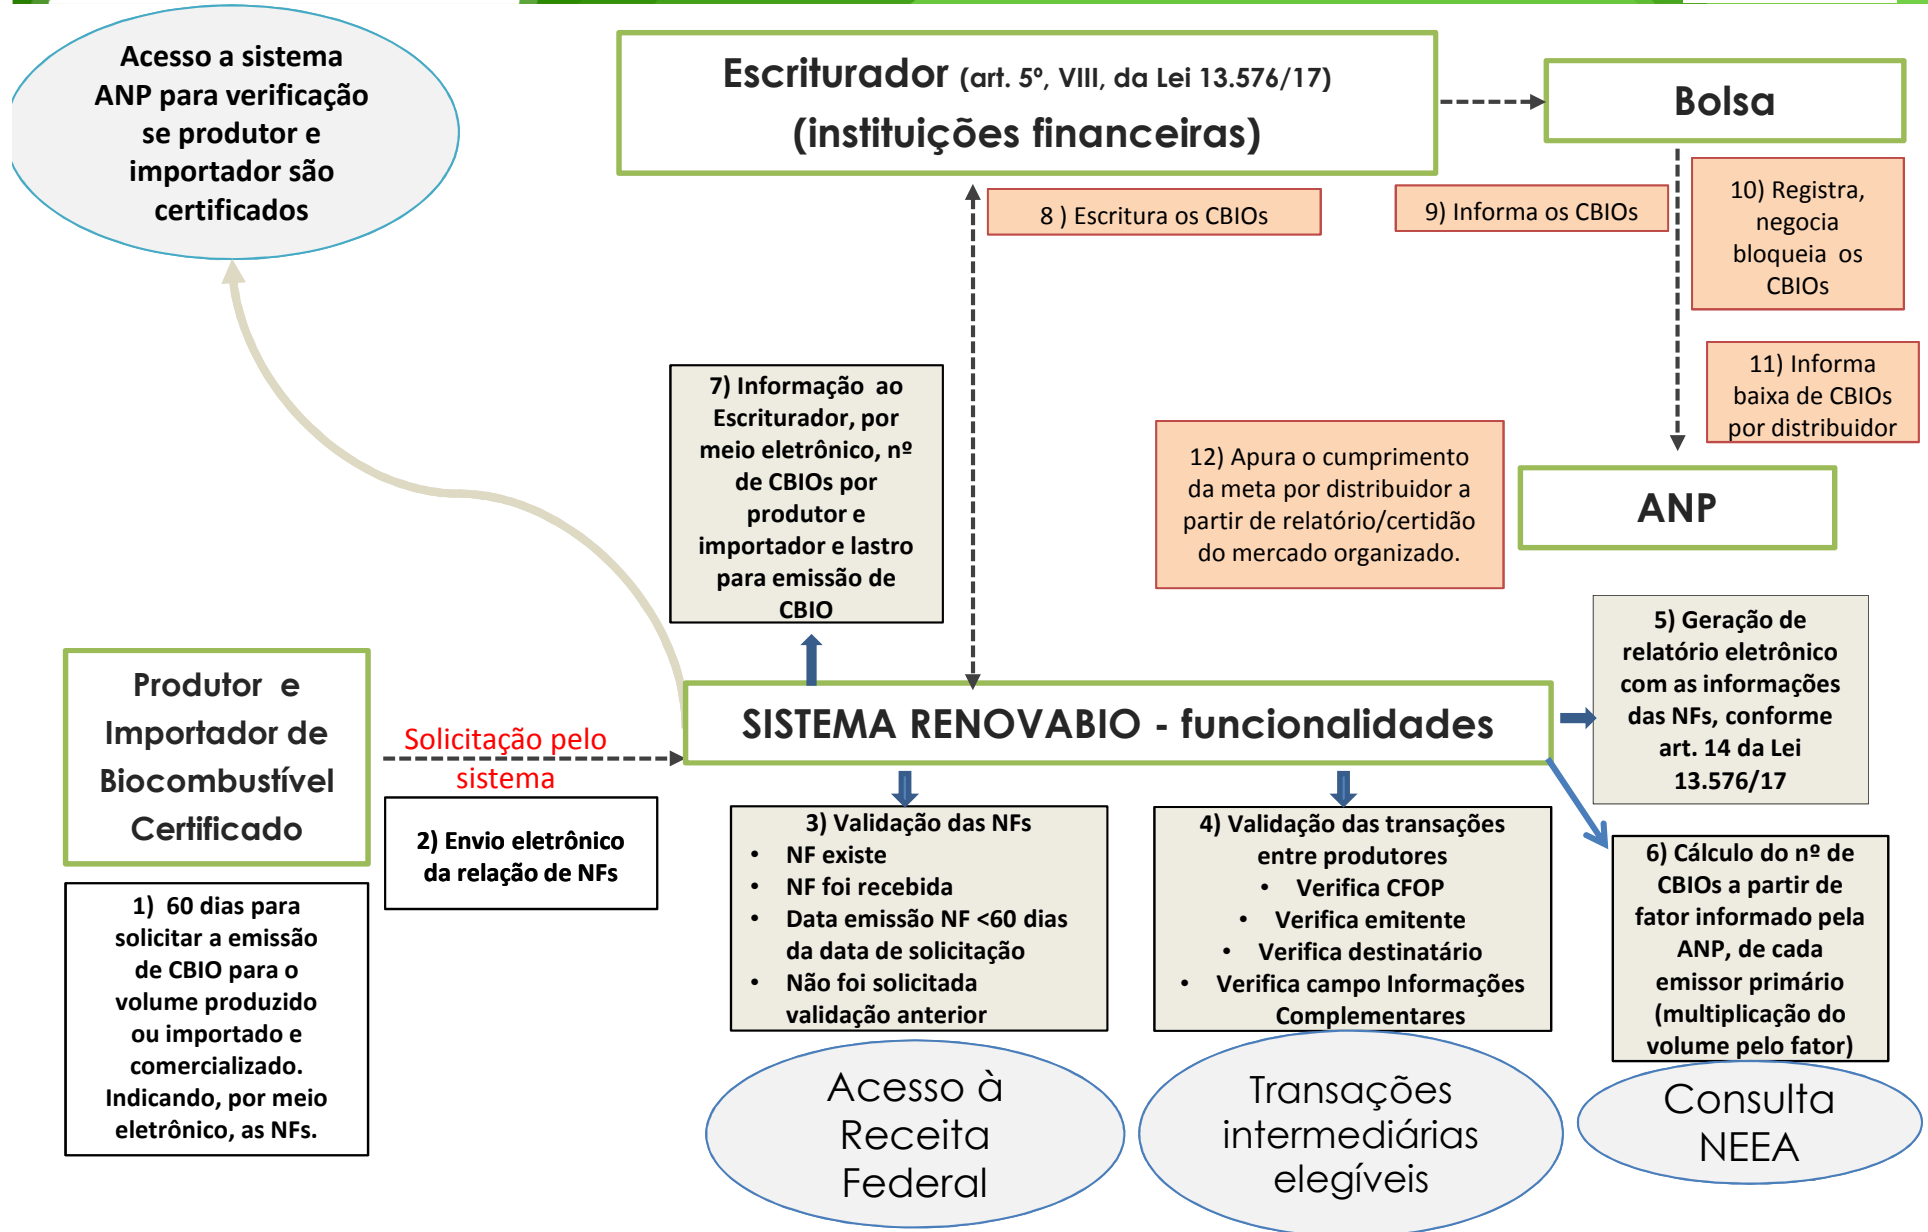 Acesso a sistema
ANP para verificação
se produtor e
importador são
certificados
Escriturador (art. 5º, VIII, da Lei 13.576/17)
(instituições financeiras)
Bolsa
8 ) Escritura os CBIOs
9) Informa os CBIOs
10) Registra,
negocia
bloqueia os
CBIOs
11) Informa
baixa de CBIOs
por distribuidor
7) Informação ao
Escriturador, por
meio eletrônico, nº
de CBIOs por
produtor e
importador e lastro
para emissão de
CBIO
12) Apura o cumprimento
da meta por distribuidor a
partir de relatório/certidão
do mercado organizado.
ANP
Produtor e
Importador de
Biocombustível
Certificado
Solicitação pelo
sistema
SISTEMA RENOVABIO - funcionalidades
5) Geração de
relatório eletrônico
com as informações
das NFs, conforme
art. 14 da Lei
13.576/17
2) Envio eletrônico
da relação de NFs
1) 60 dias para
solicitar a emissão
de CBIO para o
volume produzido
ou importado e
comercializado.
Indicando, por meio
eletrônico, as NFs.
3) Validação das NFs
• NF existe
• NF foi recebida
• Data emissão NF <60 dias
da data de solicitação
• Não foi solicitada
validação anterior
4) Validação das transações
entre produtores
• Verifica CFOP
• Verifica emitente
• Verifica destinatário
• Verifica campo Informações
Complementares
6) Cálculo do nº de
CBIOs a partir de
fator informado pela
ANP, de cada
emissor primário
(multiplicação do
volume pelo fator)
Acesso à
Receita
Federal
Transações
intermediárias
elegíveis
Consulta
NEEA